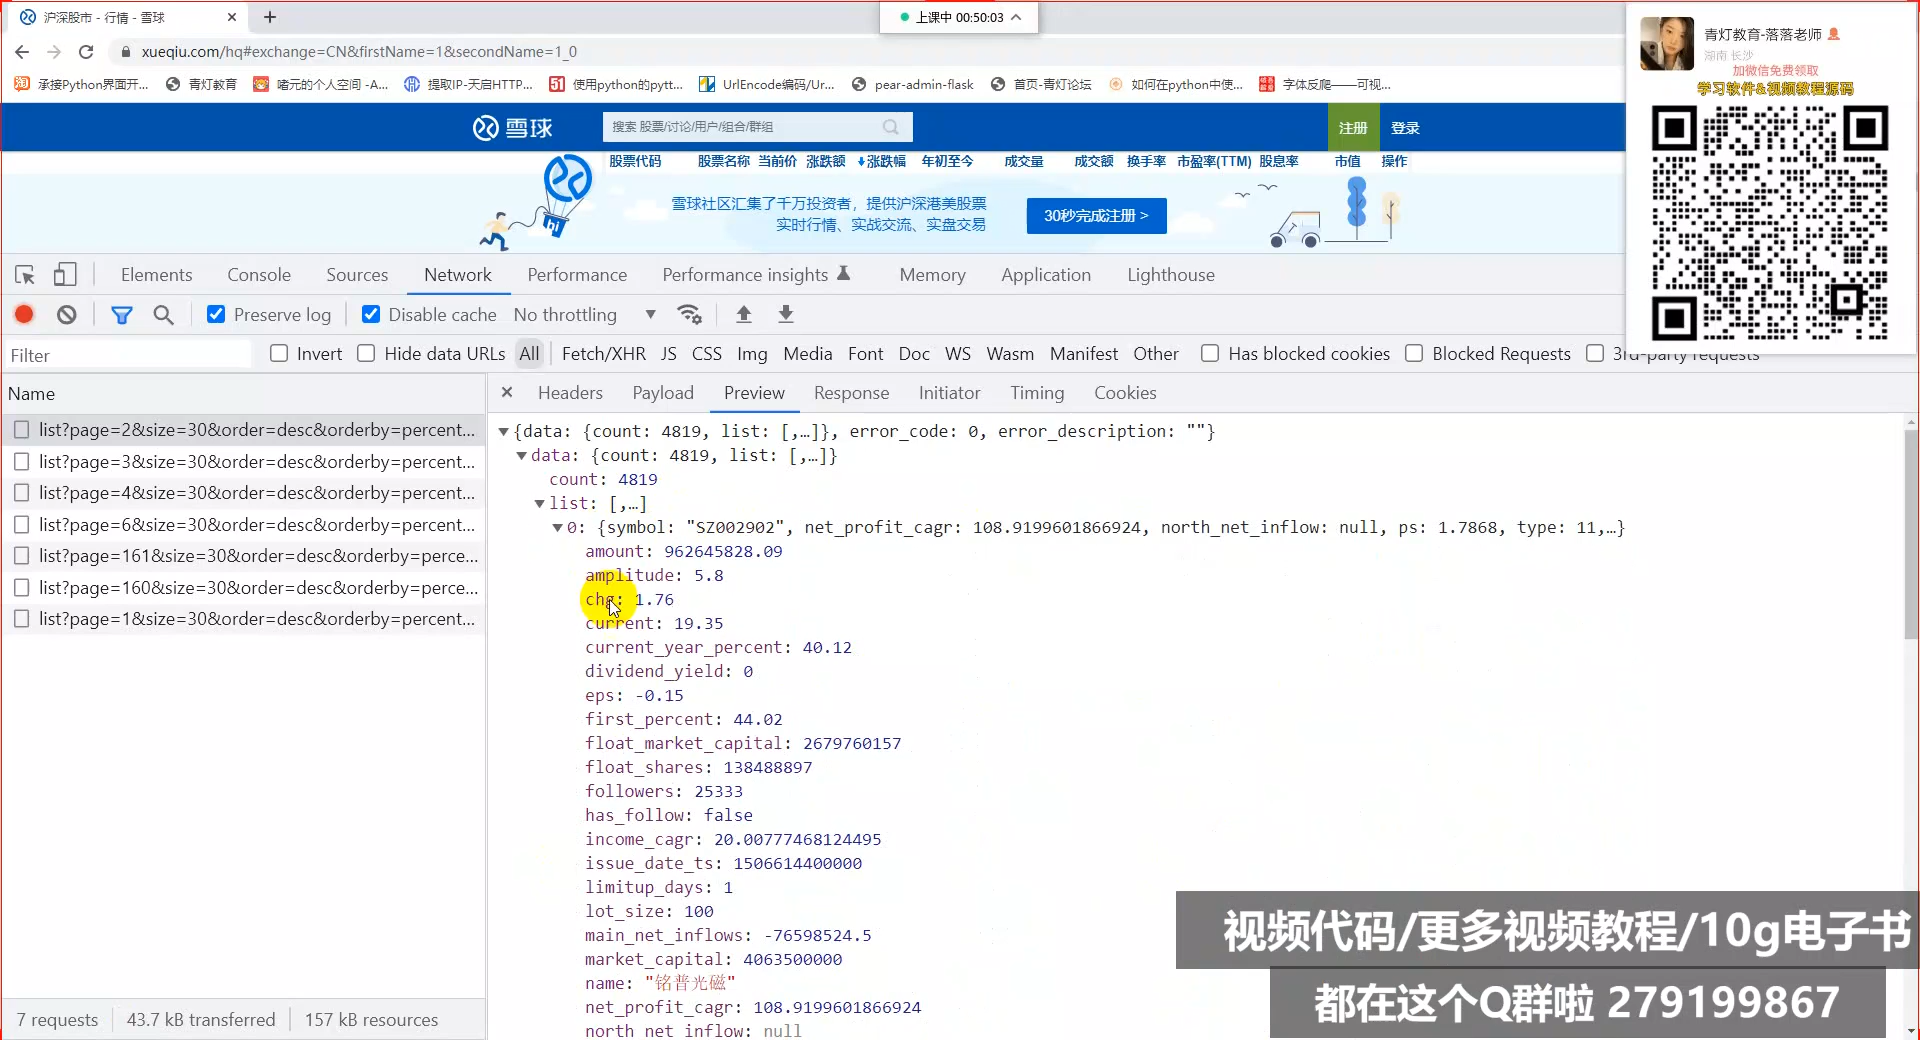 沪深股市 - 行情 - 雪球
上课中 00:50:03
xueqiu.com/hq#exchange=CN&firstName=1&secondName=1_0
承接Python界面开...
青灯教育
啫元的个人空间 -A...
提取IP-天启HTTP...
使用python的pytt...
UrlEncode编码/Ur...
pear-admin-flask
首页-青灯论坛
如何在python中使...
字体反爬——可视...
青灯教育-落落老师
湖南 长沙
加微信免费领取
学习软件&视频教程源码
雪球
搜索 股票/讨论/用户/组合/群组
注册
登录
股票代码 股票名称 当前价 涨跌额 涨跌幅 年初至今 成交量 成交额 换手率 市盈率(TTM) 股息率 市值 操作
雪球社区汇集了千万投资者，提供沪深港美股票
实时行情、实战交流、实盘交易
hi
30秒完成注册 >
Elements Console Sources Network Performance Performance insights Memory Application Lighthouse
Preserve log Disable cache No throttling
Filter Invert Hide data URLs All Fetch/XHR JS CSS Img Media Font Doc WS Wasm Manifest Other Has blocked cookies Blocked Requests 3rd-party requests
Name
list?page=2&size=30&order=desc&orderby=percent...
list?page=3&size=30&order=desc&orderby=percent...
list?page=4&size=30&order=desc&orderby=percent...
list?page=6&size=30&order=desc&orderby=percent...
list?page=161&size=30&order=desc&orderby=perce...
list?page=160&size=30&order=desc&orderby=perce...
list?page=1&size=30&order=desc&orderby=percent...
7 requests 43.7 kB transferred 157 kB resources
Headers Payload Preview Response Initiator Timing Cookies
{data: {count: 4819, list: [,…]}, error_code: 0, error_description: ""}
data: {count: 4819, list: [,…]}
count: 4819
list: [,…]
0: {symbol: "SZ002902", net_profit_cagr: 108.9199601866924, north_net_inflow: null, ps: 1.7868, type: 11,…}
amount: 962645828.09
amplitude: 5.8
chg: 1.76
current: 19.35
current_year_percent: 40.12
dividend_yield: 0
eps: -0.15
first_percent: 44.02
float_market_capital: 2679760157
float_shares: 138488897
followers: 25333
has_follow: false
income_cagr: 20.00777468124495
issue_date_ts: 1506614400000
limitup_days: 1
lot_size: 100
main_net_inflows: -76598524.5
market_capital: 4063500000
name: "铭普光磁"
net_profit_cagr: 108.9199601866924
north_net_inflow: null
视频代码/更多视频教程/10g电子书
都在这个Q群啦 279199867